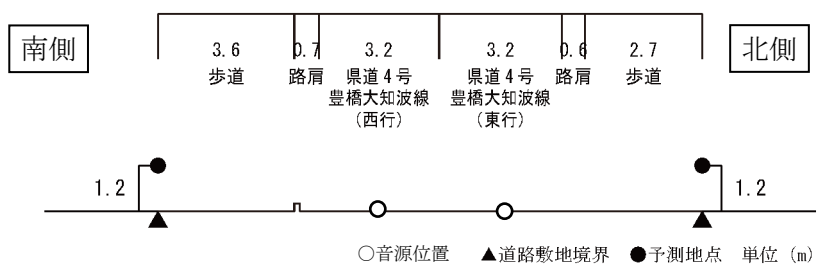 南側
北側
3.6
歩道
0.7
路肩
3.2
県道4号
豊橋大知波線
(西行)
3.2
県道4号
豊橋大知波線
(東行)
0.6
路肩
2.7
歩道
1.2
1.2
○音源位置 ▲道路敷地境界 ●予測地点 単位(m)